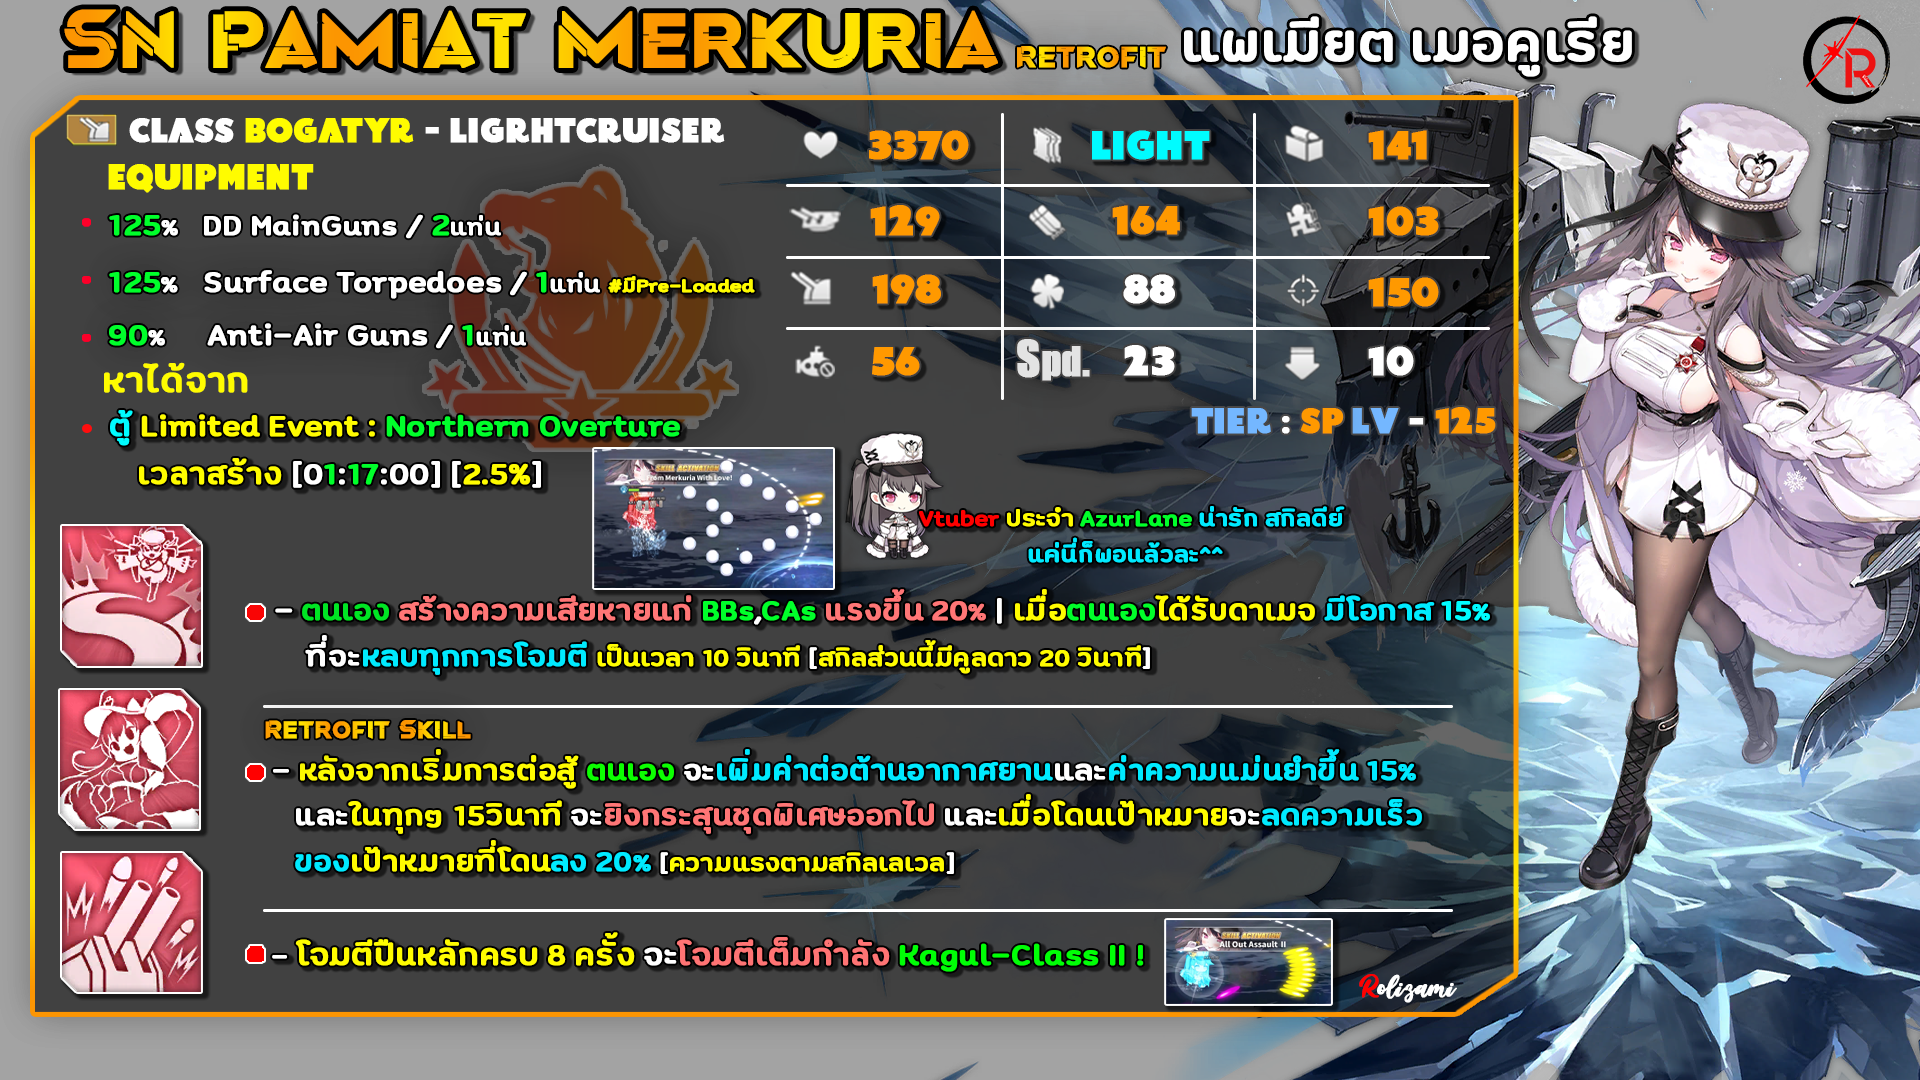 SN PAMIAT MERKURIA RETROFIT แพเมียต เมอคูเรีย
R
CLASS BOGATYR - LIGRHTCRUISER
EQUIPMENT
125% DD MainGuns / 2แท่น
125% Surface Torpedoes / 1แท่น #มีPre-Loaded
90% Anti-Air Guns / 1แท่น
3370 LIGHT 141
129 164 103
198 88 150
56 Spd. 23 10
TIER : SP LV - 125
หาได้จาก
ตู้ Limited Event : Northern Overture
เวลาสร้าง [01:17:00] [2.5%]
SKILL ACTIVATION
From Merkuria With Love!
Vtuber ประจำ AzurLane น่ารัก สกิลดีย์
แค่นี้ก็พอแล้วละ^^
- ตนเอง สร้างความเสียหายแก่ BBs,CAs แรงขึ้น 20% | เมื่อตนเองได้รับดาเมจ มีโอกาส 15%
ที่จะหลบทุกการโจมตี เป็นเวลา 10 วินาที [สกิลส่วนนี้มีคูลดาว 20 วินาที]
RETROFIT SKILL
- หลังจากเริ่มการต่อสู้ ตนเอง จะเพิ่มค่าต่อต้านอากาศยานและค่าความแม่นยำขึ้น 15%
และในทุกๆ 15วินาที จะยิงกระสุนชุดพิเศษออกไป และเมื่อโดนเป้าหมายจะลดความเร็ว
ของเป้าหมายที่โดนลง 20% [ความแรงตามสกิลเลเวล]
- โจมตีปืนหลักครบ 8 ครั้ง จะโจมตีเต็มกำลัง Kagul-Class II !
SKILL ACTIVATION
All Out Assault II
Rolizami